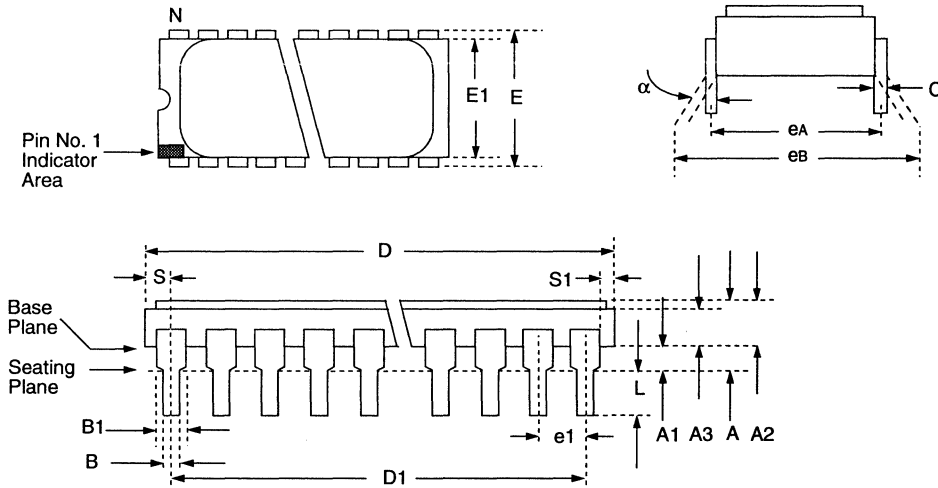 N
Pin No. 1
Indicator
Area
E1
E
α
C
eA
eB
D
S
S1
Base
Plane
Seating
Plane
L
B1
B
e1
D1
A1
A3
A
A2